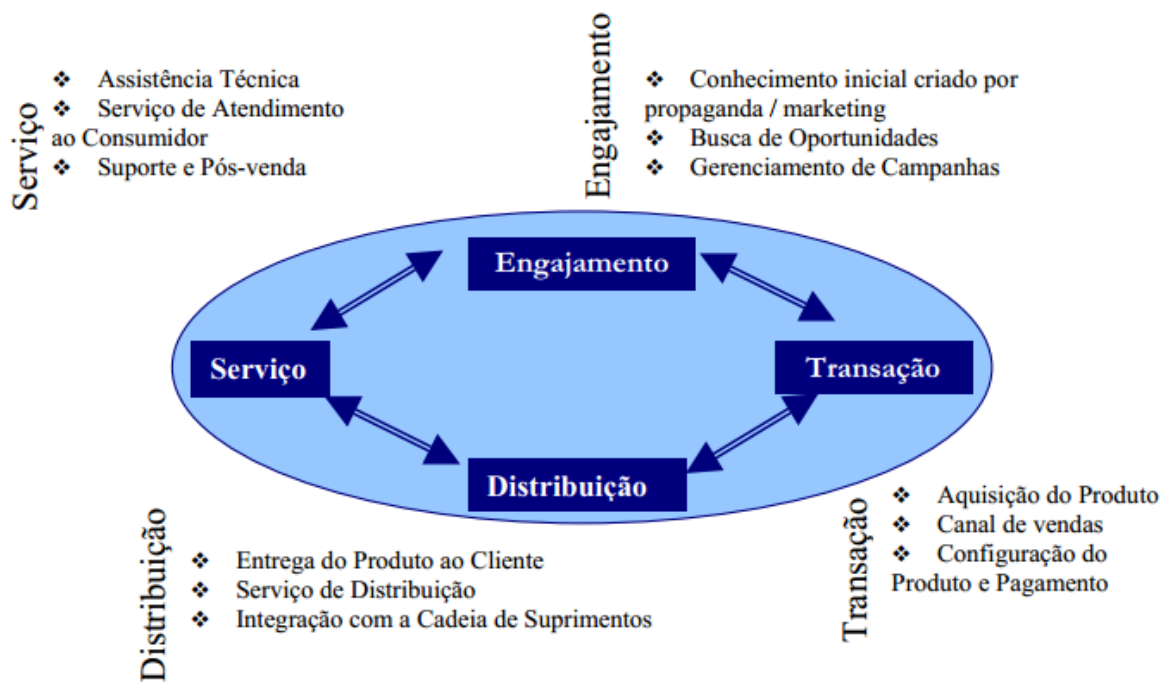 Serviço
❖ Assistência Técnica
❖ Serviço de Atendimento
ao Consumidor
❖ Suporte e Pós-venda
Engajamento
❖ Conhecimento inicial criado por
propaganda / marketing
❖ Busca de Oportunidades
❖ Gerenciamento de Campanhas
Engajamento
Serviço
Transação
Distribuição
Distribuição
❖ Entrega do Produto ao Cliente
❖ Serviço de Distribuição
❖ Integração com a Cadeia de Suprimentos
Transação
❖ Aquisição do Produto
❖ Canal de vendas
❖ Configuração do
Produto e Pagamento